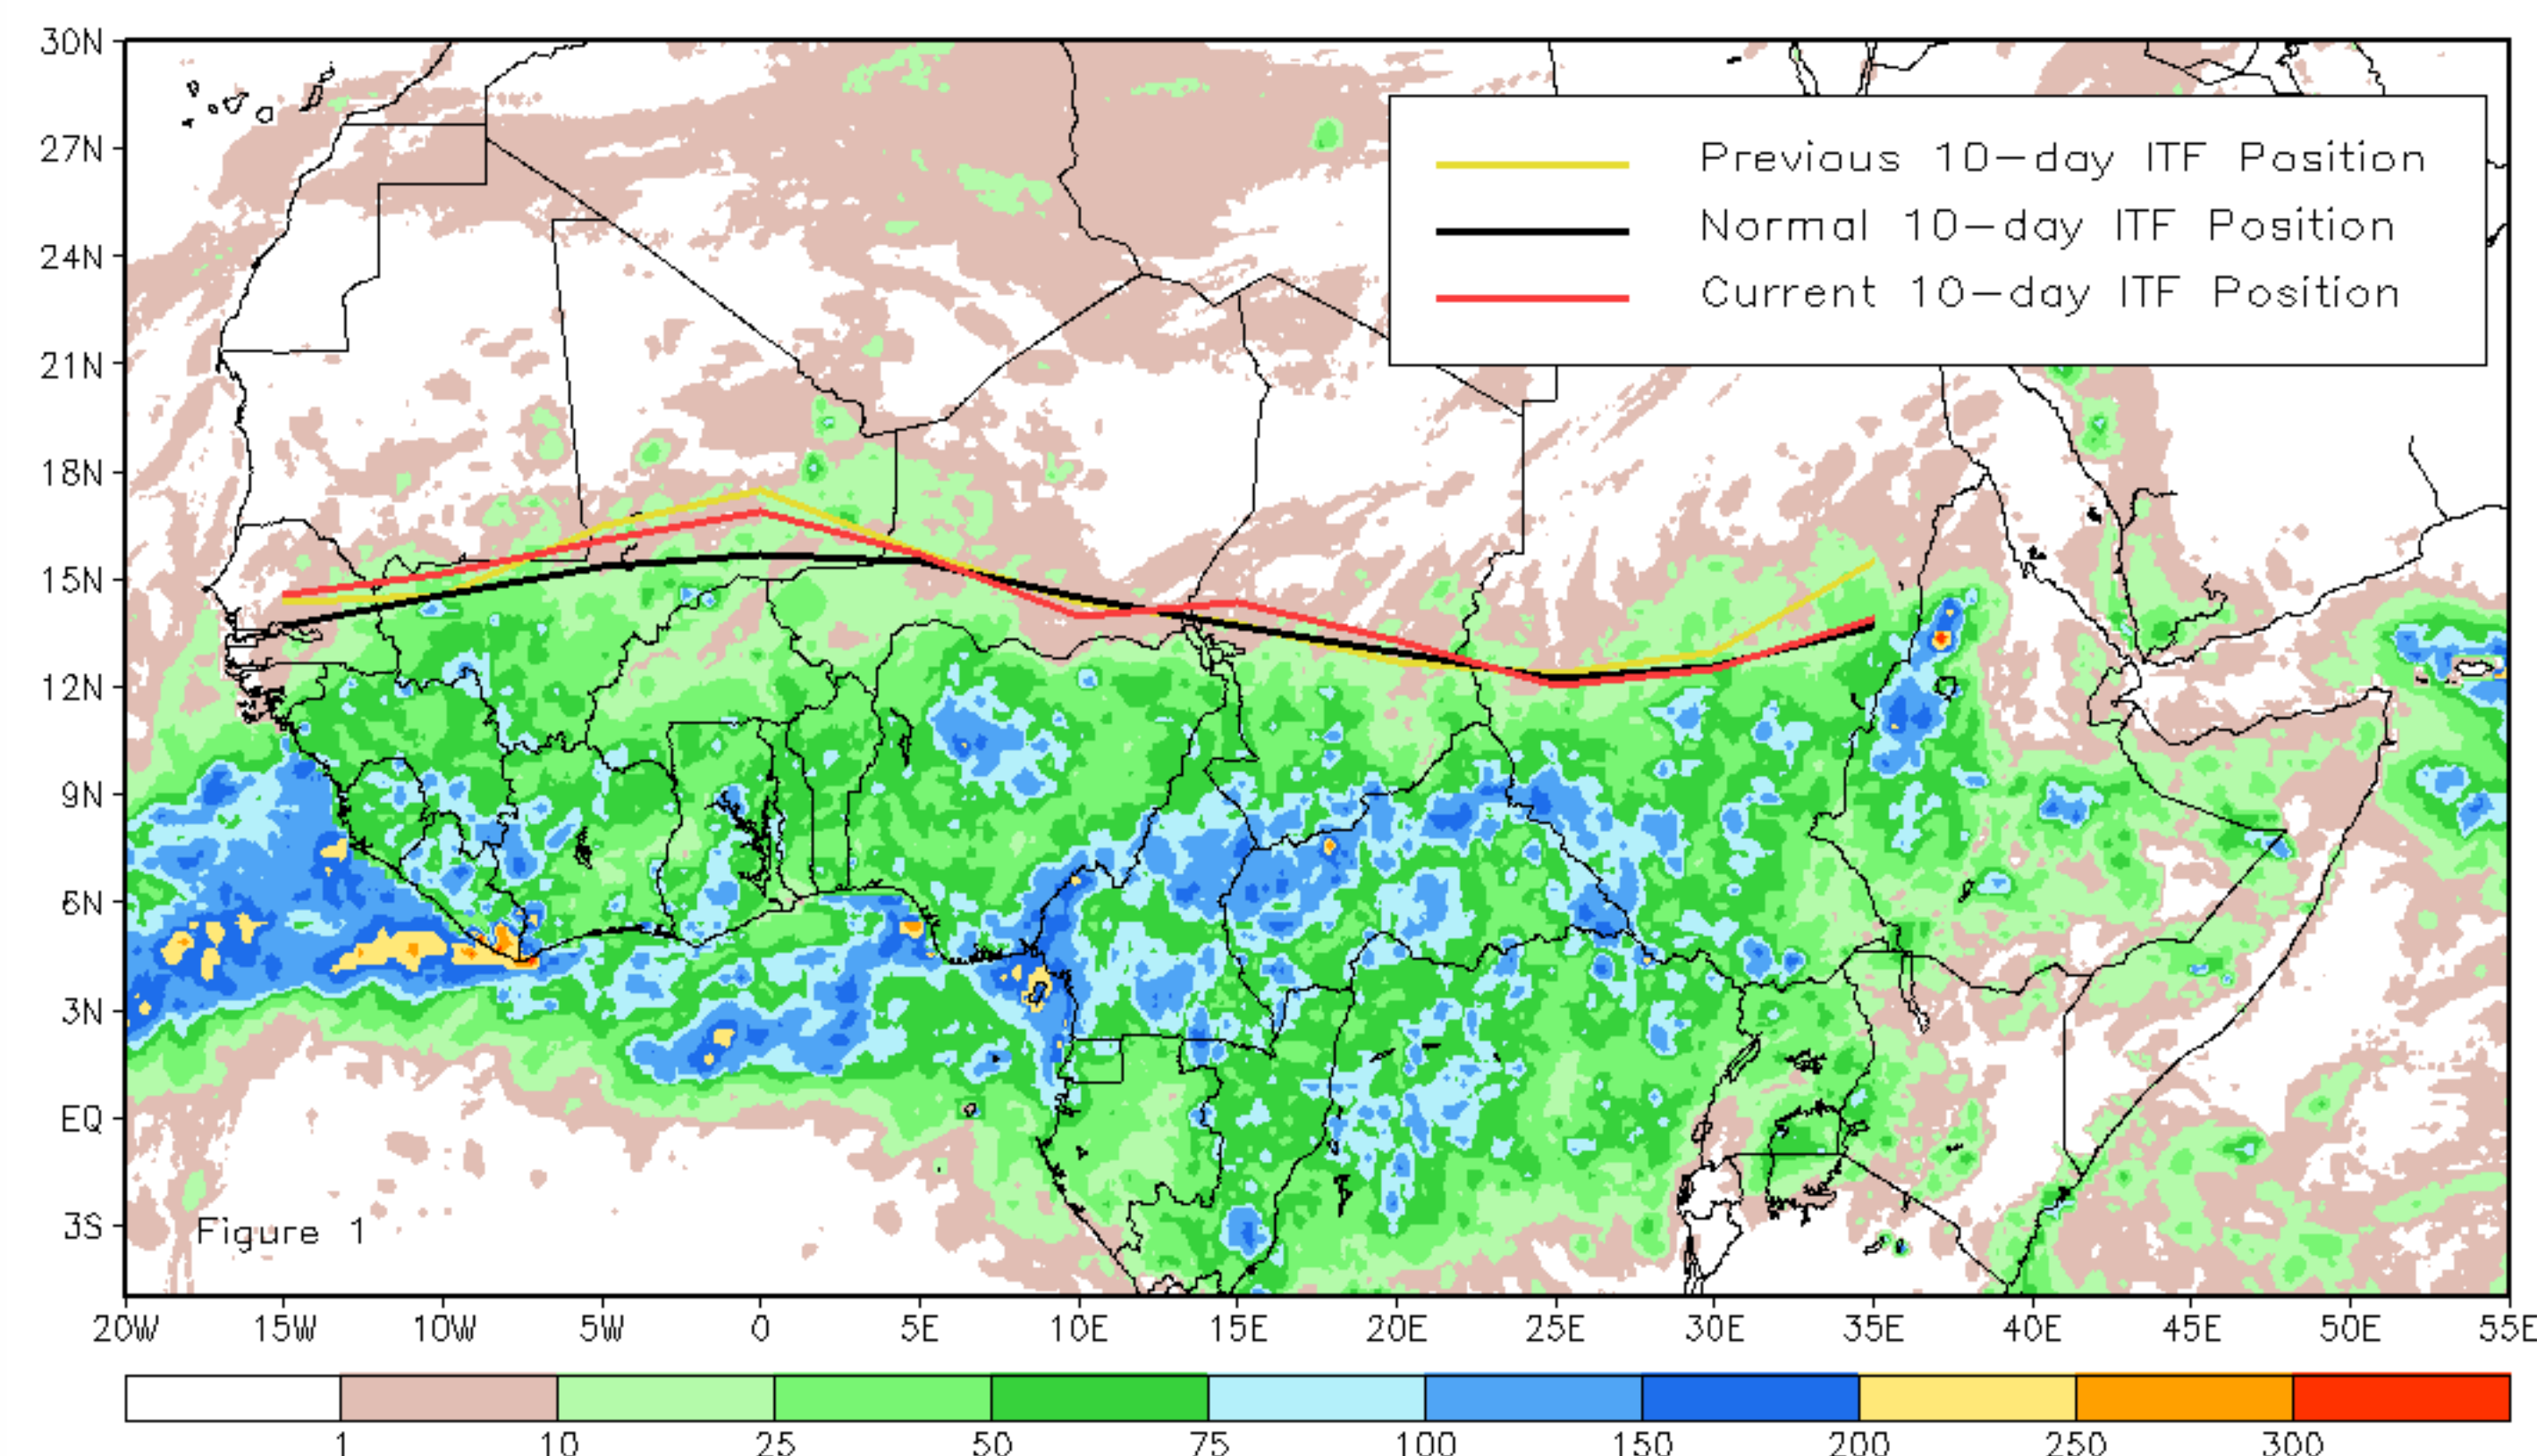 30N
27N
24N
21N
18N
15N
12N
9N
6N
3N
EQ
3S
Previous 10-day ITF Position
Normal 10-day ITF Position
Current 10-day ITF Position
Figure 1
20W 15W 10W 5W 0 5E 10E 15E 20E 25E 30E 35E 40E 45E 50E 55E
1 10 25 50 75 100 150 200 250 300